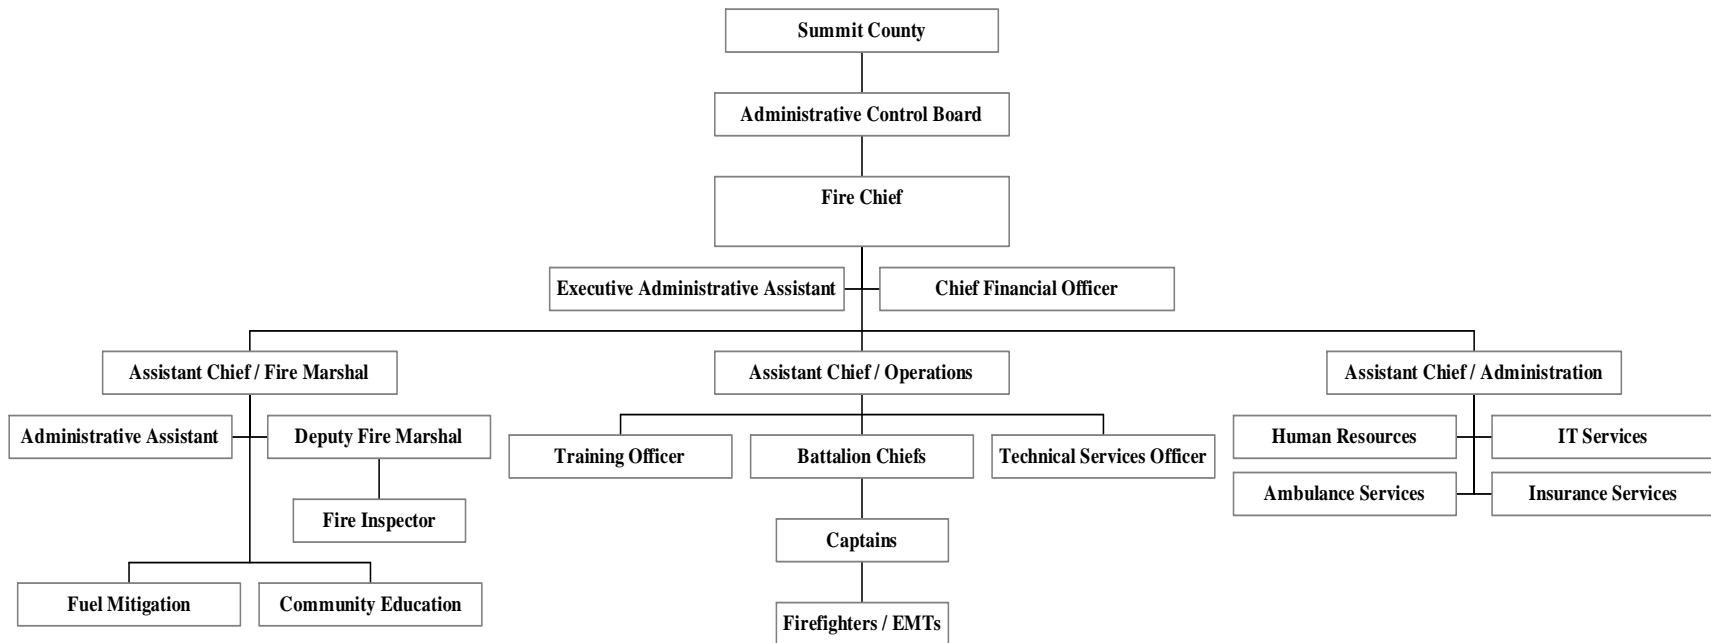 Summit County
Administrative Control Board
Fire Chief
Executive Administrative Assistant
Chief Financial Officer
Assistant Chief / Fire Marshal
Assistant Chief / Operations
Assistant Chief / Administration
Administrative Assistant
Deputy Fire Marshal
Human Resources
IT Services
Training Officer
Battalion Chiefs
Technical Services Officer
Ambulance Services
Insurance Services
Fire Inspector
Captains
Fuel Mitigation
Community Education
Firefighters / EMTs